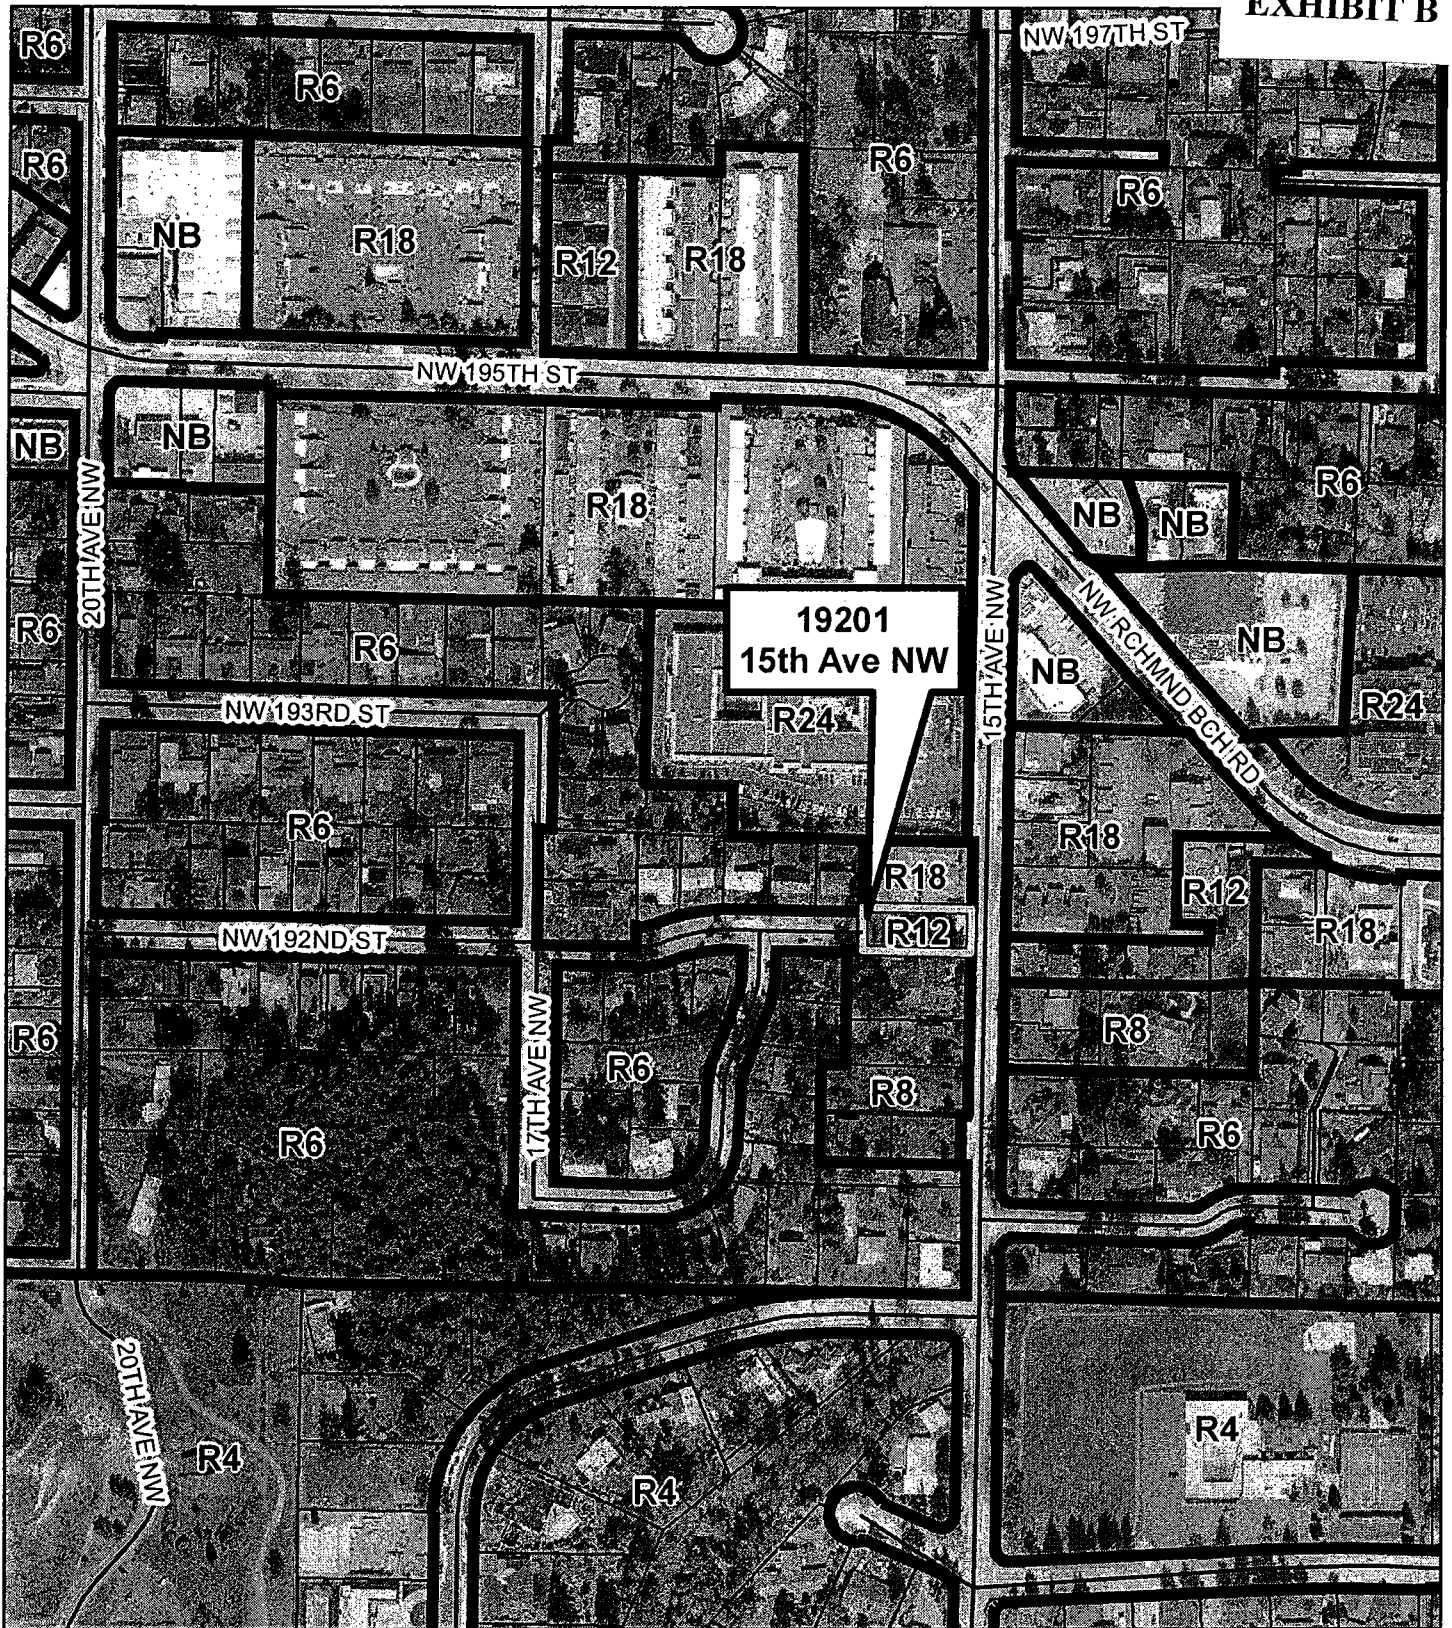 EXHIBIT B
R6
NW 197TH ST
R6
R6
R6
R6
NB
R18
R12
R18
NW 195TH ST
NB
NB
20TH AVE NW
R18
R6
NB
NB
R6
R6
19201
15th Ave NW
15TH AVE NW
NW RCHMND BCH RD
NB
NB
NW 193RD ST
R24
R24
R6
R18
R18
R12
R12
R18
NW 192ND ST
R6
17TH AVE NW
R6
R8
R8
R6
R6
20TH AVE NW
R4
R4
R4